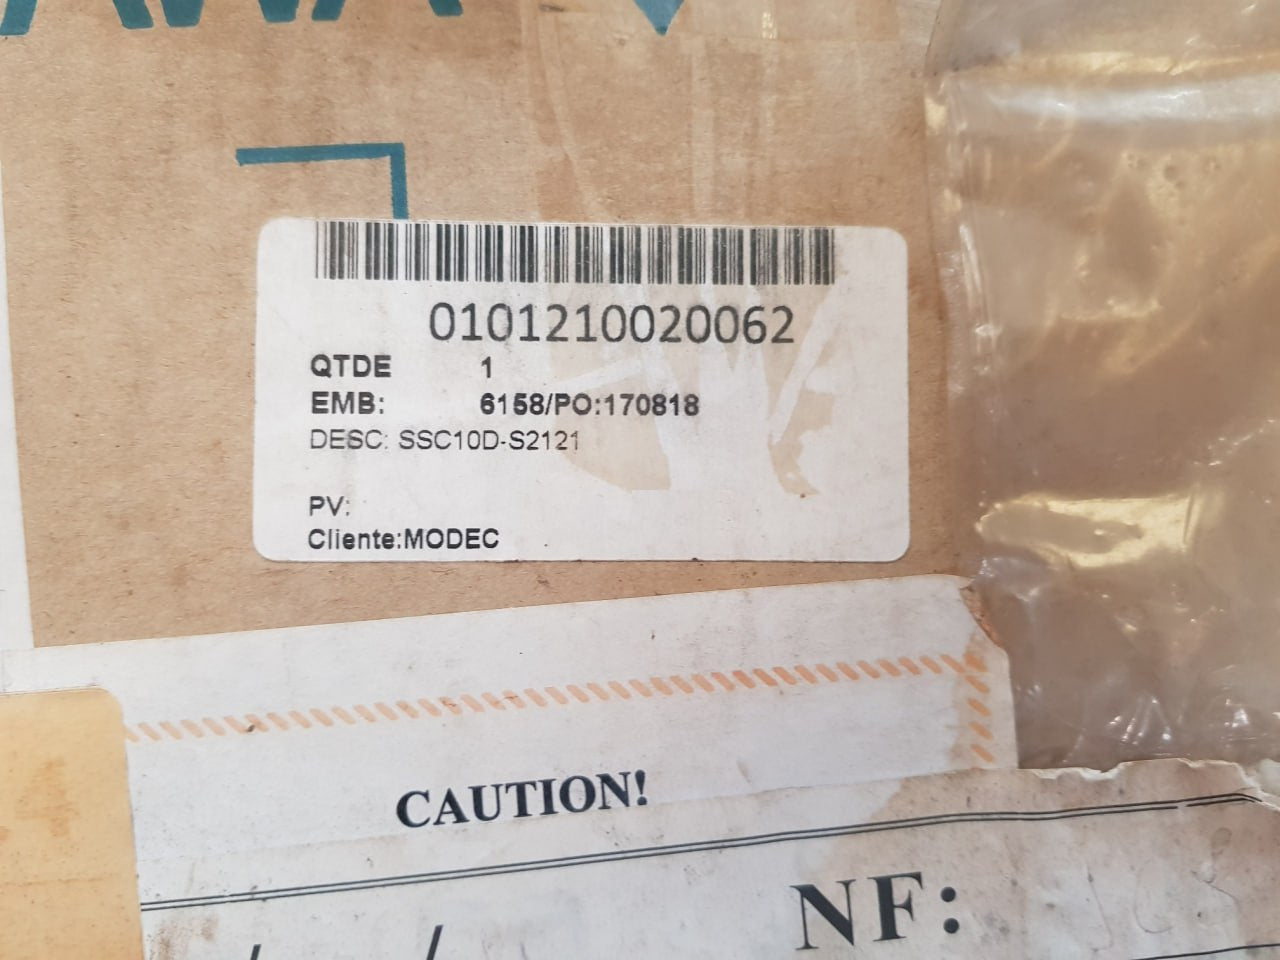 0101210020062
QTDE 1
EMB: 6158/PO:170818
DESC: SSC10D-S2121
PV:
Cliente:MODEC
CAUTION!
NF: